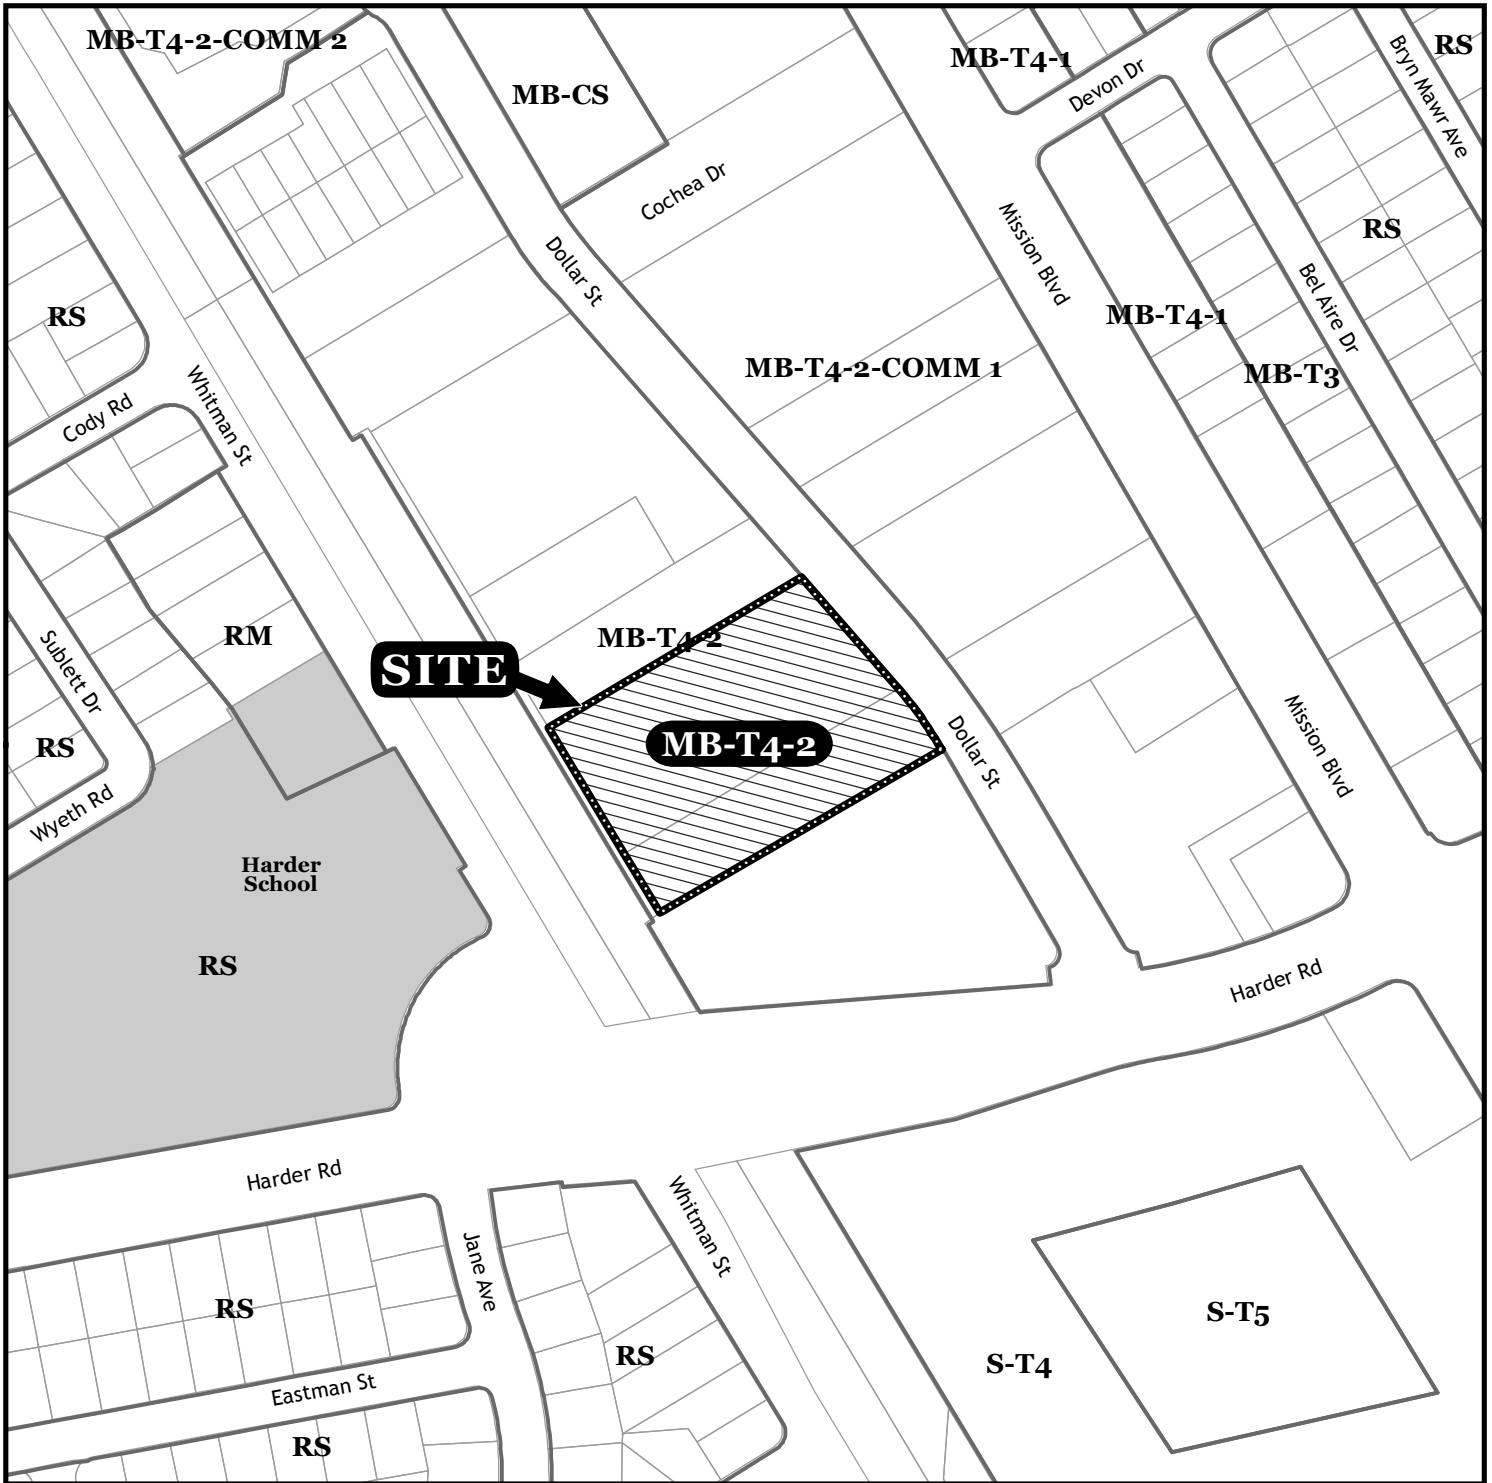 MB-T4-2-COMM 2
MB-CS
MB-T4-1
Devon Dr
Bryn Mawr Ave
RS
Cochea Dr
Mission Blvd
RS
Dollar St
Bel Aire Dr
RS
MB-T4-1
MB-T4-2-COMM 1
MB-T3
Cody Rd
Whitman St
RM
MB-T4-2
SITE
Sublett Dr
RS
MB-T4-2
Dollar St
Mission Blvd
Wyeth Rd
Harder
School
RS
Harder Rd
Harder Rd
Whitman St
Jane Ave
RS
S-T5
RS
S-T4
Eastman St
RS